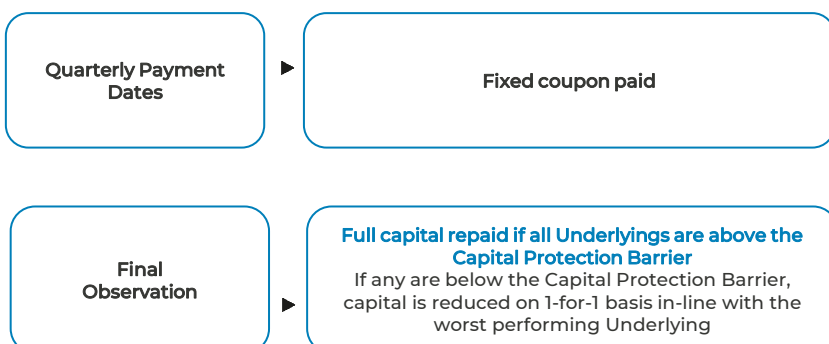 Quarterly Payment
Dates
Fixed coupon paid
Final
Observation
Full capital repaid if all Underlyings are above the
Capital Protection Barrier
If any are below the Capital Protection Barrier,
capital is reduced on 1-for-1 basis in-line with the
worst performing Underlying